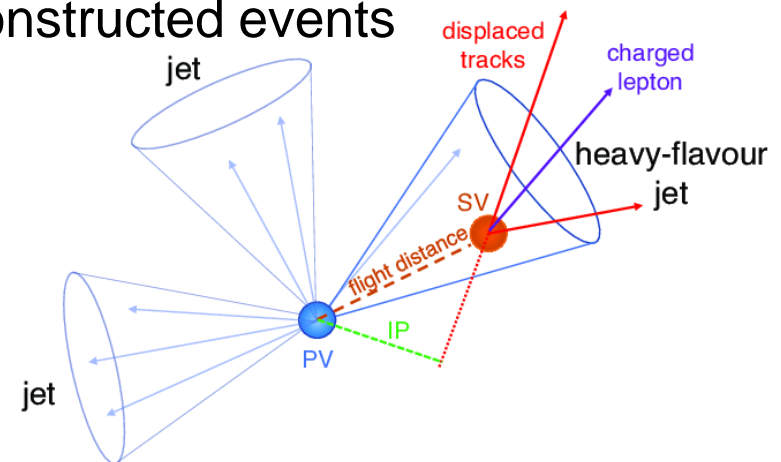 onstructed events
jet
displaced
tracks
charged
lepton
heavy-flavour
jet
SV
flight distance
IP
PV
jet